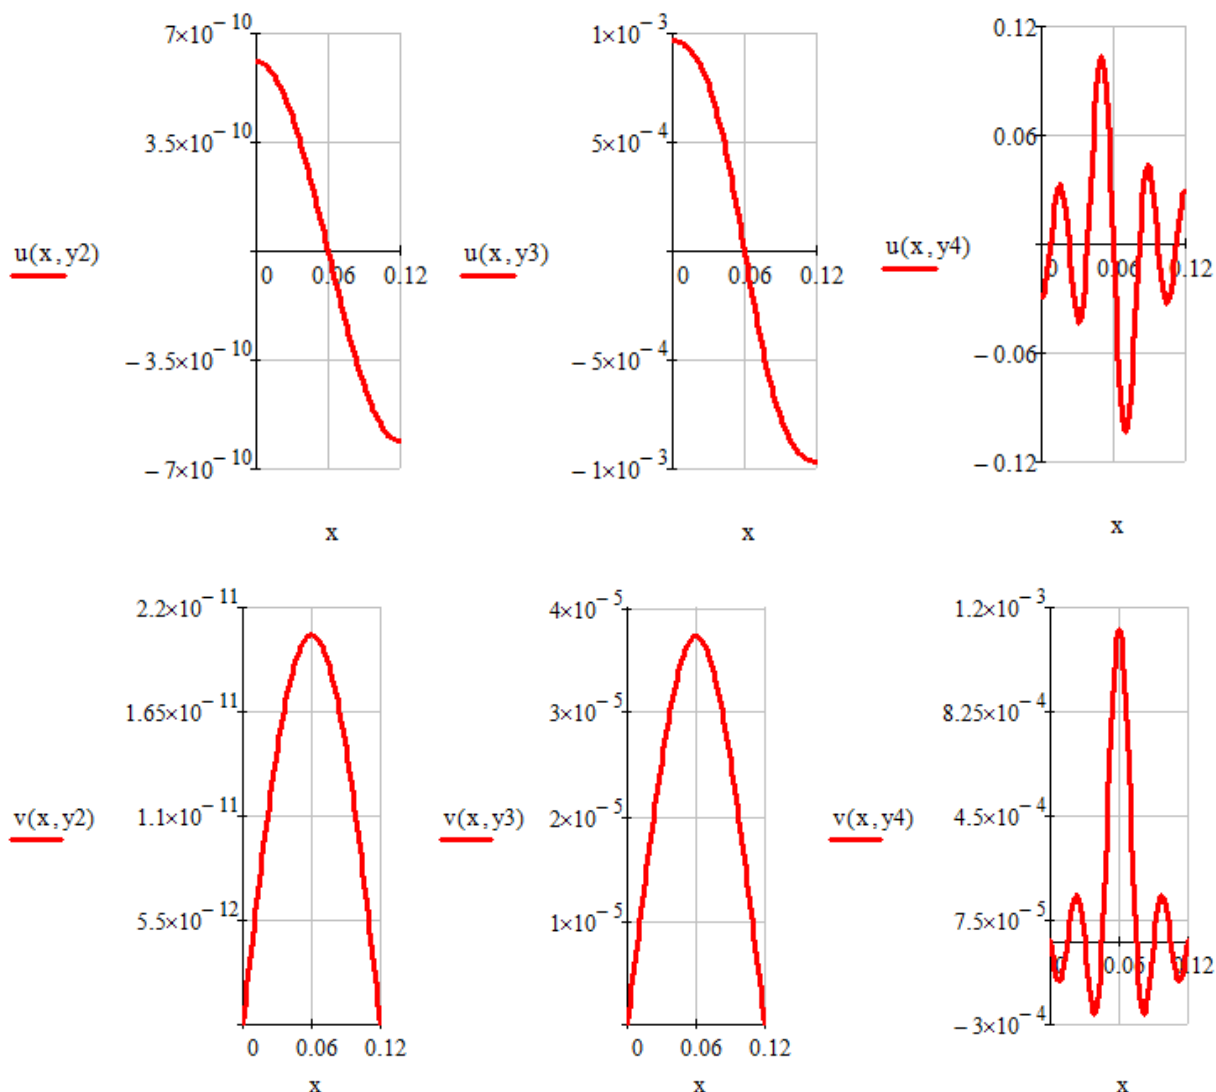 7×10⁻¹⁰
3.5×10⁻¹⁰
u(x,y2)
0 0.06 0.12
−3.5×10⁻¹⁰
−7×10⁻¹⁰
x
1×10⁻³
5×10⁻⁴
u(x,y3)
0 0.06 0.12
−5×10⁻⁴
−1×10⁻³
x
0.12
0.06
u(x,y4)
0 0.06 0.12
−0.06
−0.12
x
2.2×10⁻¹¹
1.65×10⁻¹¹
1.1×10⁻¹¹
v(x,y2)
5.5×10⁻¹²
0 0.06 0.12
x
4×10⁻⁵
3×10⁻⁵
2×10⁻⁵
v(x,y3)
1×10⁻⁵
0 0.06 0.12
x
1.2×10⁻³
8.25×10⁻⁴
4.5×10⁻⁴
v(x,y4)
7.5×10⁻⁵
0 0.06 0.12
−3×10⁻⁴
x